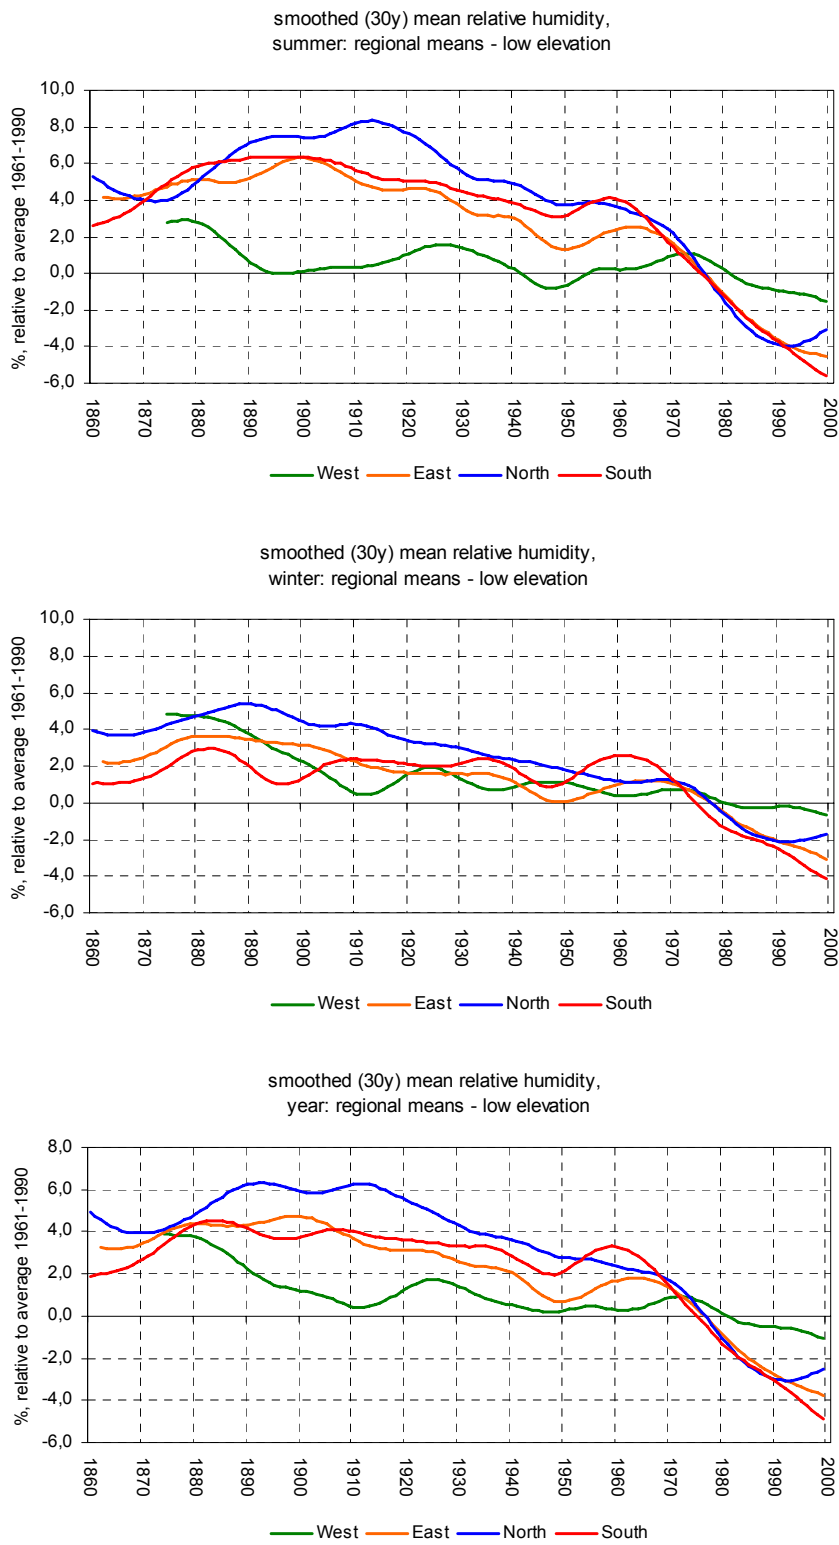 smoothed (30y) mean relative humidity,
summer: regional means - low elevation
%, relative to average 1961-1990
10,0
8,0
6,0
4,0
2,0
0,0
-2,0
-4,0
-6,0
1860 1870 1880 1890 1900 1910 1920 1930 1940 1950 1960 1970 1980 1990 2000
West East North South
smoothed (30y) mean relative humidity,
winter: regional means - low elevation
%, relative to average 1961-1990
10,0
8,0
6,0
4,0
2,0
0,0
-2,0
-4,0
-6,0
1860 1870 1880 1890 1900 1910 1920 1930 1940 1950 1960 1970 1980 1990 2000
West East North South
smoothed (30y) mean relative humidity,
year: regional means - low elevation
%, relative to average 1961-1990
8,0
6,0
4,0
2,0
0,0
-2,0
-4,0
-6,0
1860 1870 1880 1890 1900 1910 1920 1930 1940 1950 1960 1970 1980 1990 2000
West East North South